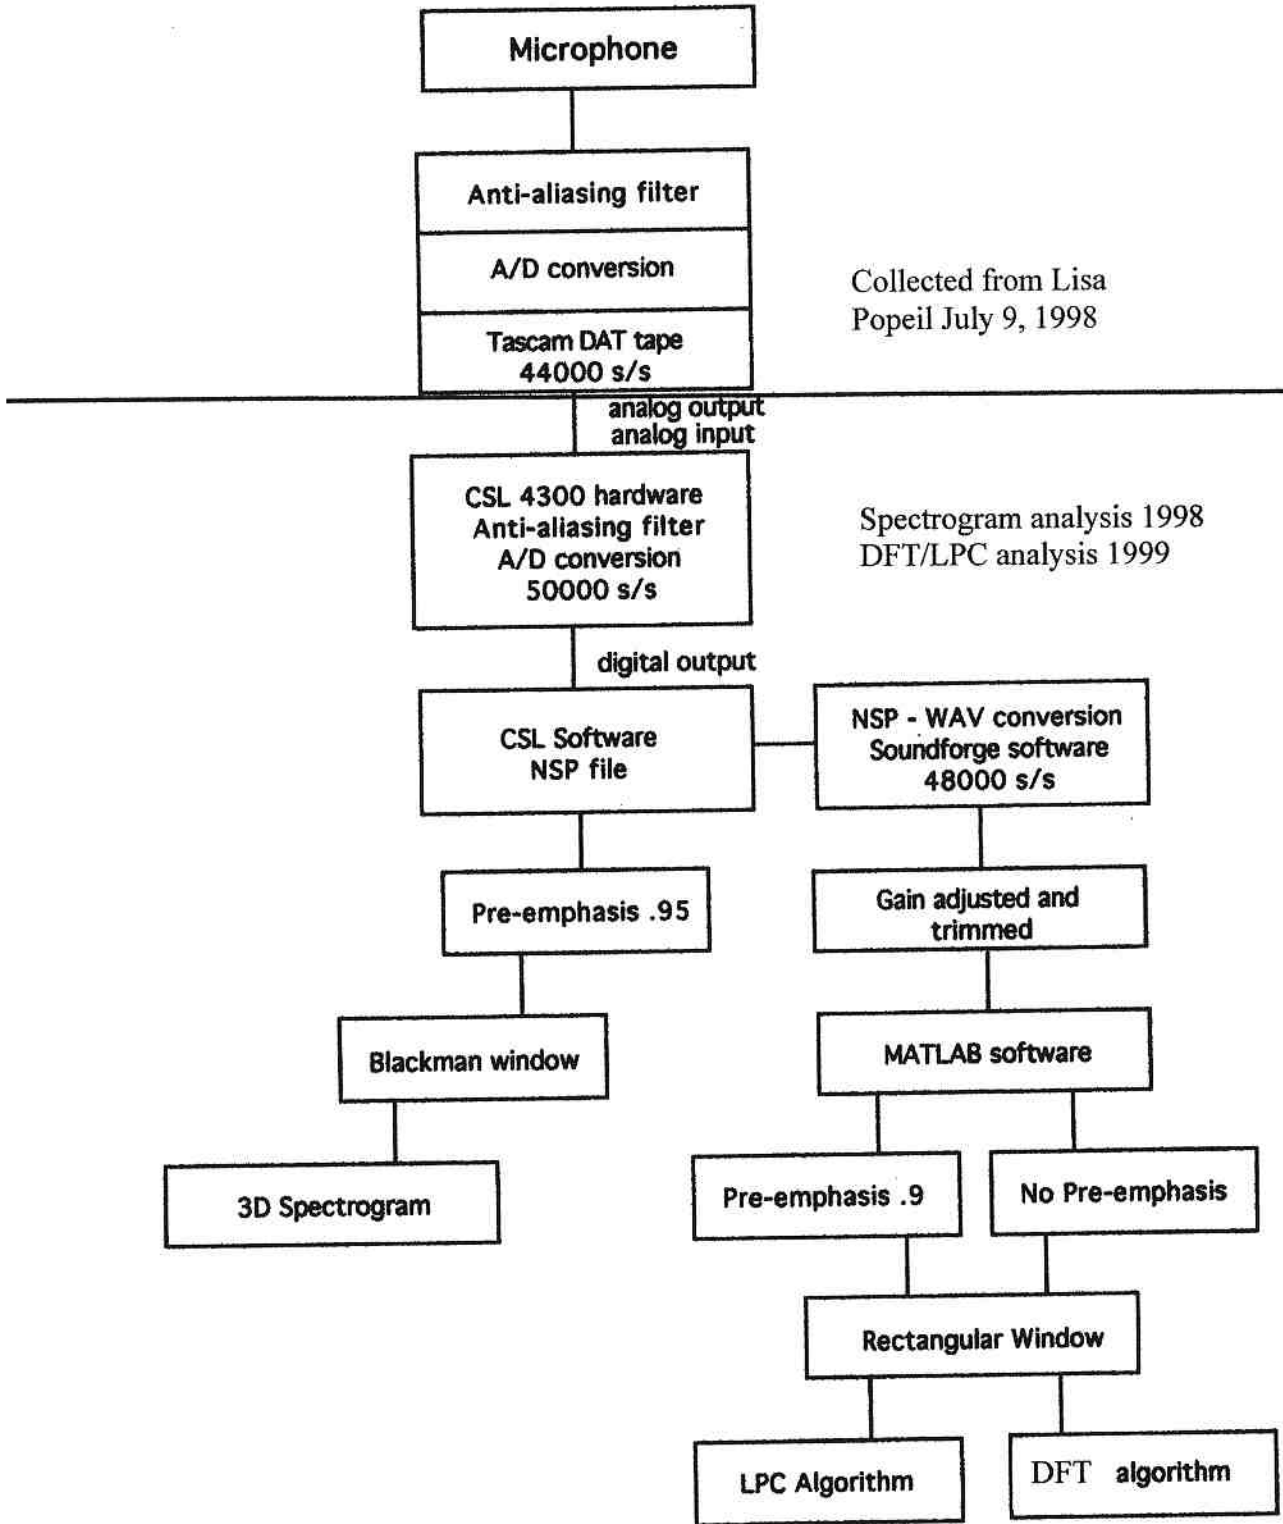 Microphone
Anti-aliasing filter
A/D conversion
Tascam DAT tape
44000 s/s
Collected from Lisa
Popeil July 9, 1998
analog output
analog input
CSL 4300 hardware
Anti-aliasing filter
A/D conversion
50000 s/s
Spectrogram analysis 1998
DFT/LPC analysis 1999
digital output
CSL Software
NSP file
NSP - WAV conversion
Soundforge software
48000 s/s
Pre-emphasis .95
Gain adjusted and
trimmed
Blackman window
MATLAB software
3D Spectrogram
Pre-emphasis .9
No Pre-emphasis
Rectangular Window
LPC Algorithm
DFT algorithm